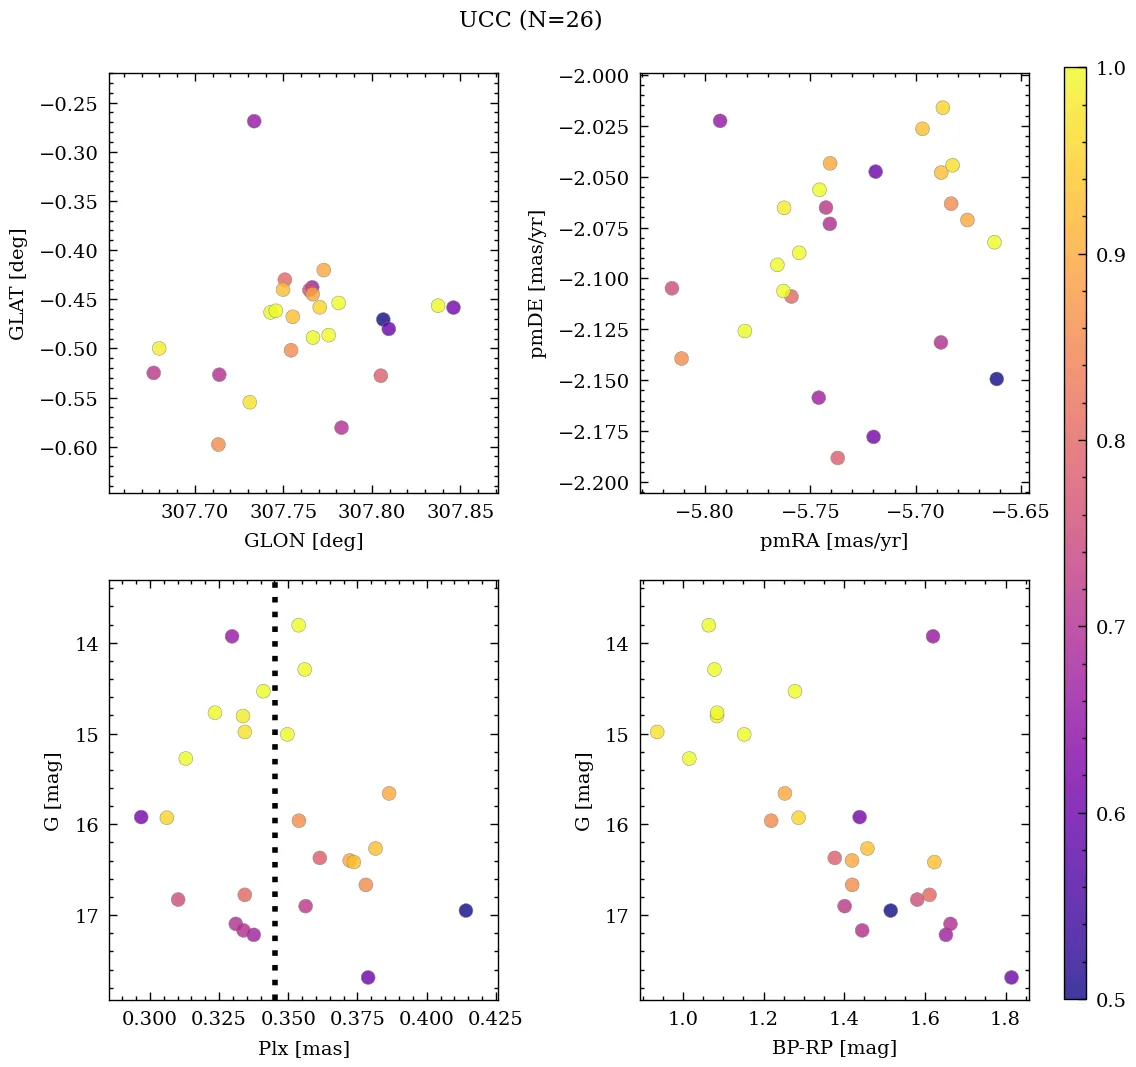 UCC (N=26)
−0.25
−0.30
−0.35
−0.40
−0.45
−0.50
−0.55
−0.60
GLAT [deg]
307.70 307.75 307.80 307.85
GLON [deg]
−2.000
−2.025
−2.050
−2.075
−2.100
−2.125
−2.150
−2.175
−2.200
pmDE [mas/yr]
−5.80 −5.75 −5.70 −5.65
pmRA [mas/yr]
14
15
16
17
G [mag]
0.300 0.325 0.350 0.375 0.400 0.425
Plx [mas]
14
15
16
17
G [mag]
1.0 1.2 1.4 1.6 1.8
BP-RP [mag]
1.0
0.9
0.8
0.7
0.6
0.5